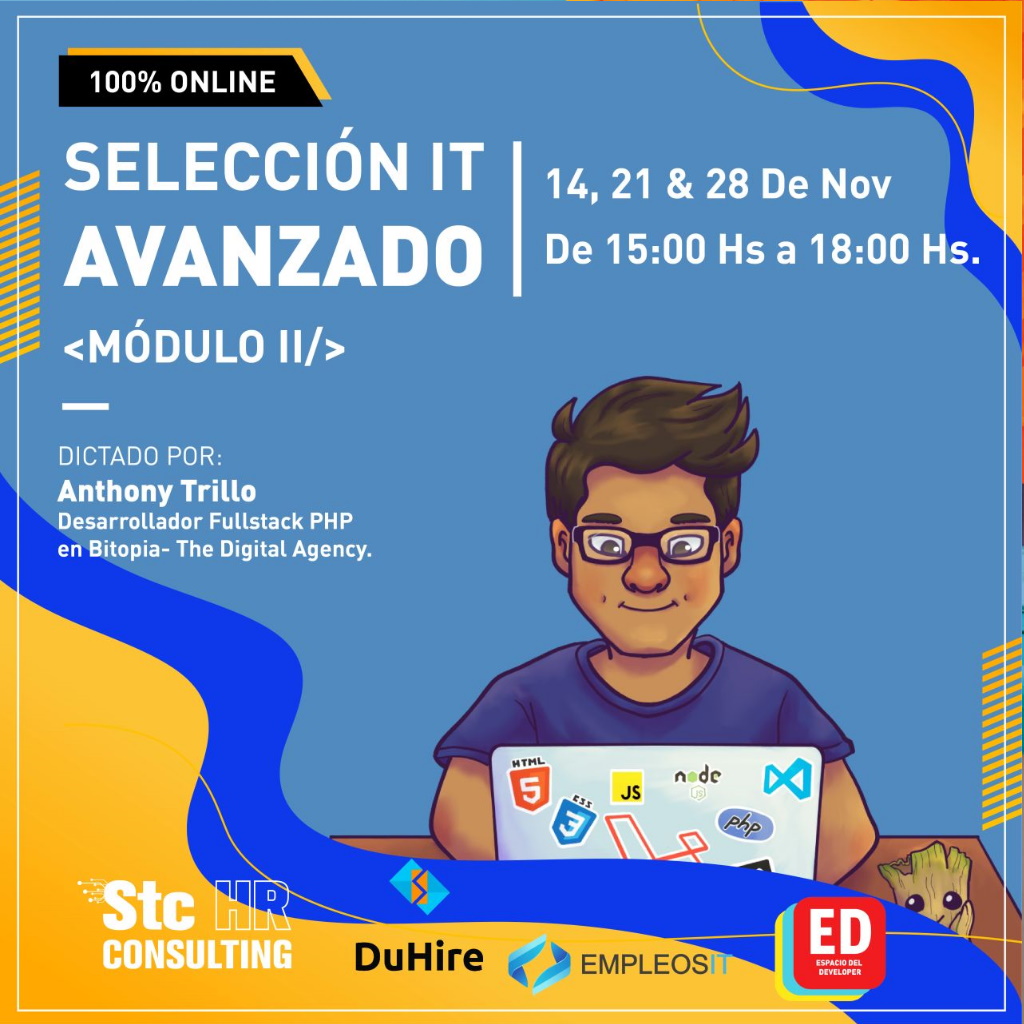 100% ONLINE
SELECCIÓN IT
AVANZADO
<MÓDULO II/>
14, 21 & 28 De Nov
De 15:00 Hs a 18:00 Hs.
DICTADO POR:
Anthony Trillo
Desarrollador Fullstack PHP
en Bitopia- The Digital Agency.
HTML
5
CSS
3
JS
node
JS
php
Stc HR
CONSULTING
DuHire
EMPLEOSIT
ED
ESPACIO DEL
DEVELOPER